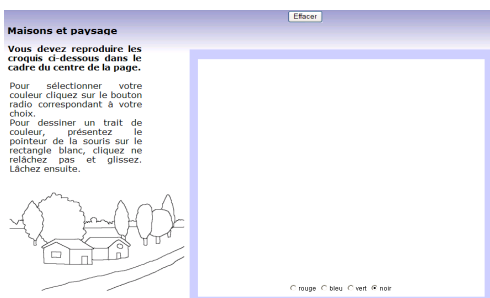 Effacer
Maisons et paysage
Vous devez reproduire les
croquis ci-dessous dans le
cadre du centre de la page.
Pour sélectionner votre
couleur cliquez sur le bouton
radio correspondant à votre
choix.
Pour dessiner un trait de
couleur, présentez le
pointeur de la souris sur le
rectangle blanc, cliquez ne
relâchez pas et glissez.
Lâchez ensuite.
rouge bleu vert noir